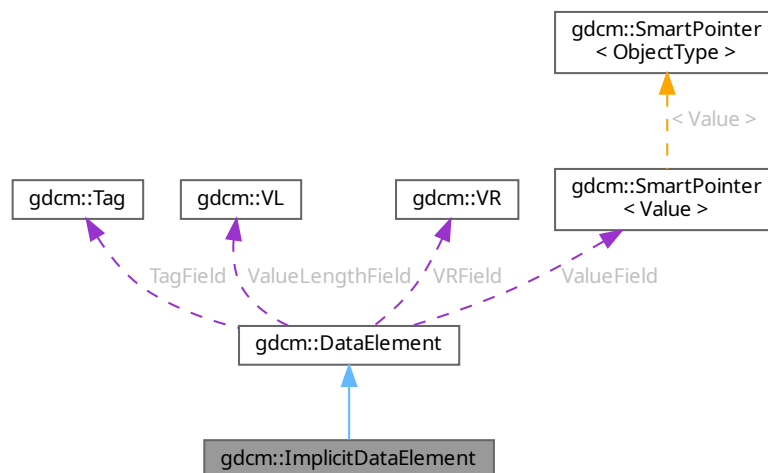 gdcm::SmartPointer
< ObjectType >
< Value >
gdcm::Tag
gdcm::VL
gdcm::VR
gdcm::SmartPointer
< Value >
TagField
ValueLengthField
VRField
ValueField
gdcm::DataElement
gdcm::ImplicitDataElement